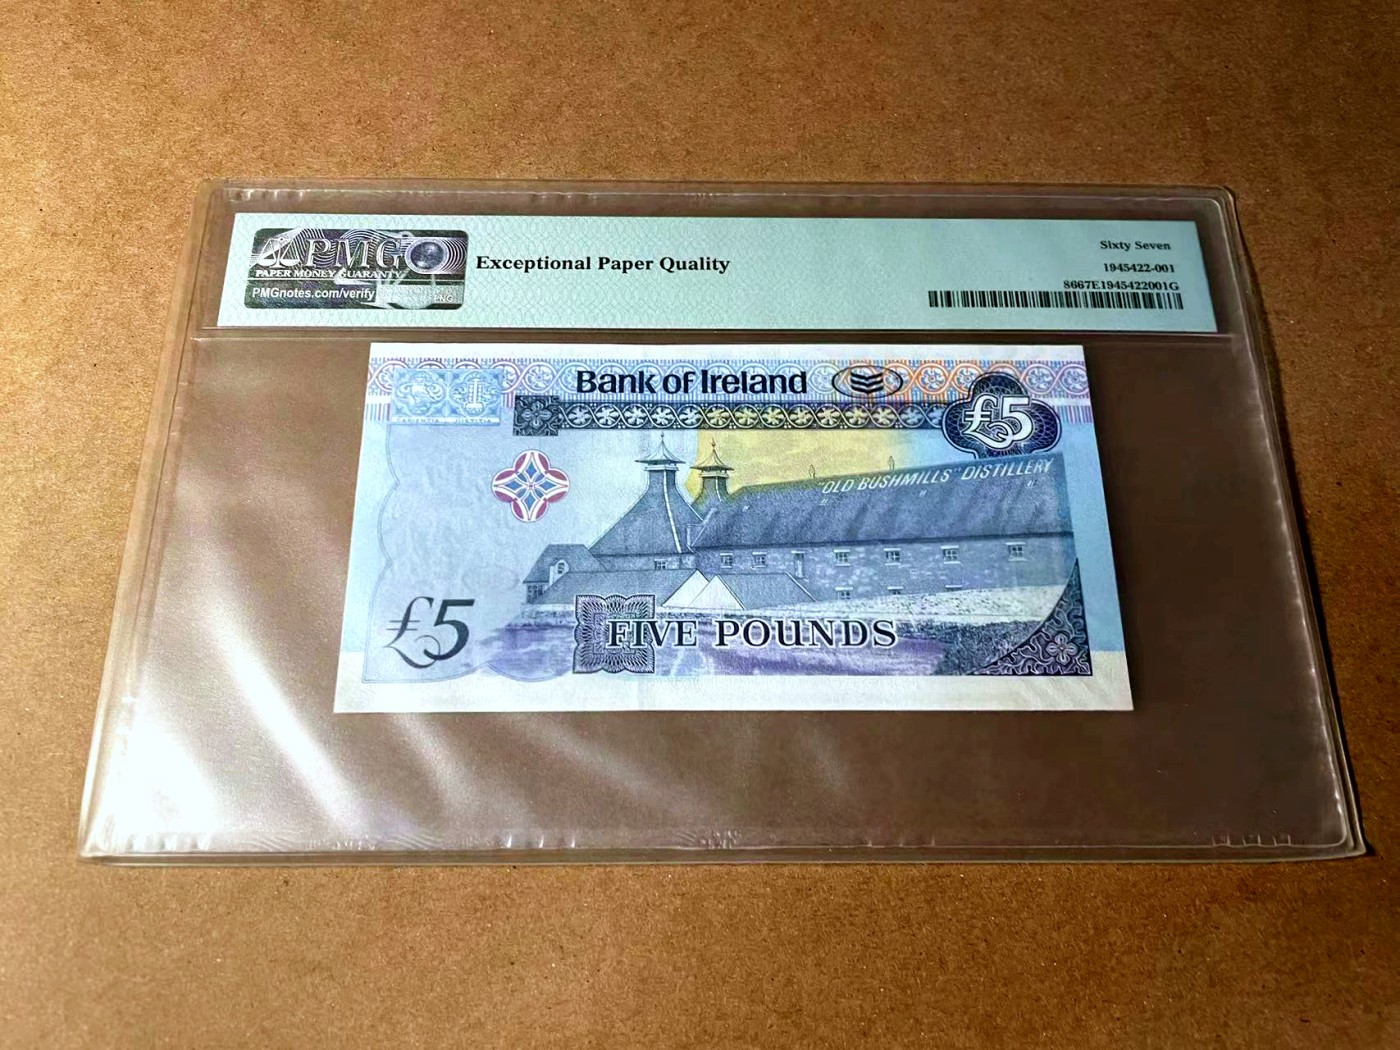 PMG
PAPER MONEY GUARANTY
PMGnotes.com/verify
Exceptional Paper Quality
Sixty Seven
1945422-001
8667E1945422001G
Bank of Ireland
£5
"OLD BUSHMILLS" DISTILLERY
£5
FIVE POUNDS